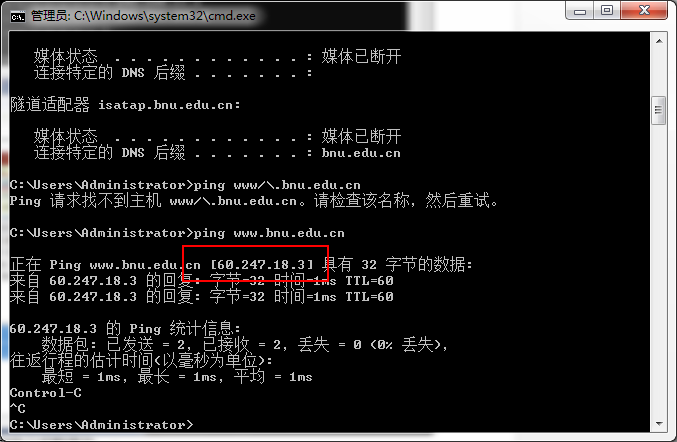 管理员: C:\Windows\system32\cmd.exe
媒体状态 . . . . . . . . . . . . : 媒体已断开
连接特定的 DNS 后缀 . . . . . . . :
隧道适配器 isatap.bnu.edu.cn:
媒体状态 . . . . . . . . . . . . : 媒体已断开
连接特定的 DNS 后缀 . . . . . . . : bnu.edu.cn
C:\Users\Administrator>ping www/\.bnu.edu.cn
Ping 请求找不到主机 www/\.bnu.edu.cn。请检查该名称，然后重试。
C:\Users\Administrator>ping www.bnu.edu.cn
正在 Ping www.bnu.edu.cn [60.247.18.3] 具有 32 字节的数据:
来自 60.247.18.3 的回复: 字节=32 时间=1ms TTL=60
来自 60.247.18.3 的回复: 字节=32 时间=1ms TTL=60
60.247.18.3 的 Ping 统计信息:
数据包: 已发送 = 2，已接收 = 2，丢失 = 0 (0% 丢失)，
往返行程的估计时间(以毫秒为单位):
最短 = 1ms，最长 = 1ms，平均 = 1ms
Control-C
^C
C:\Users\Administrator>